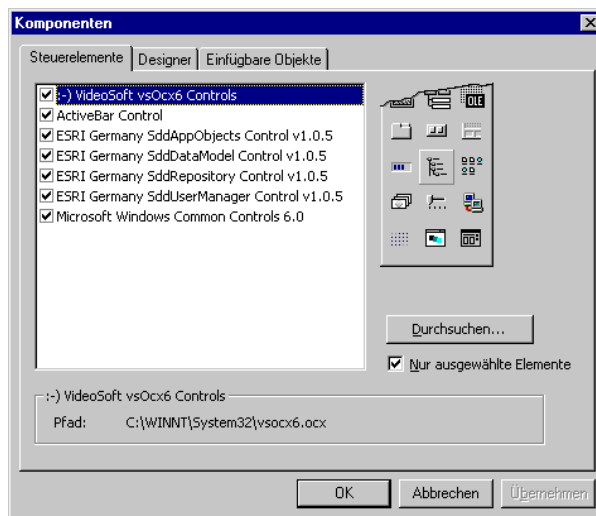 Komponenten
Steuerelemente Designer Einfügbare Objekte
:-) VideoSoft vsOcx6 Controls
ActiveBar Control
ESRI Germany SddAppObjects Control v1.0.5
ESRI Germany SddDataModel Control v1.0.5
ESRI Germany SddRepository Control v1.0.5
ESRI Germany SddUserManager Control v1.0.5
Microsoft Windows Common Controls 6.0
OLE
Durchsuchen...
Nur ausgewählte Elemente
:-) VideoSoft vsOcx6 Controls
Pfad: C:\WINNT\System32\vsocx6.ocx
OK Abbrechen Übernehmen